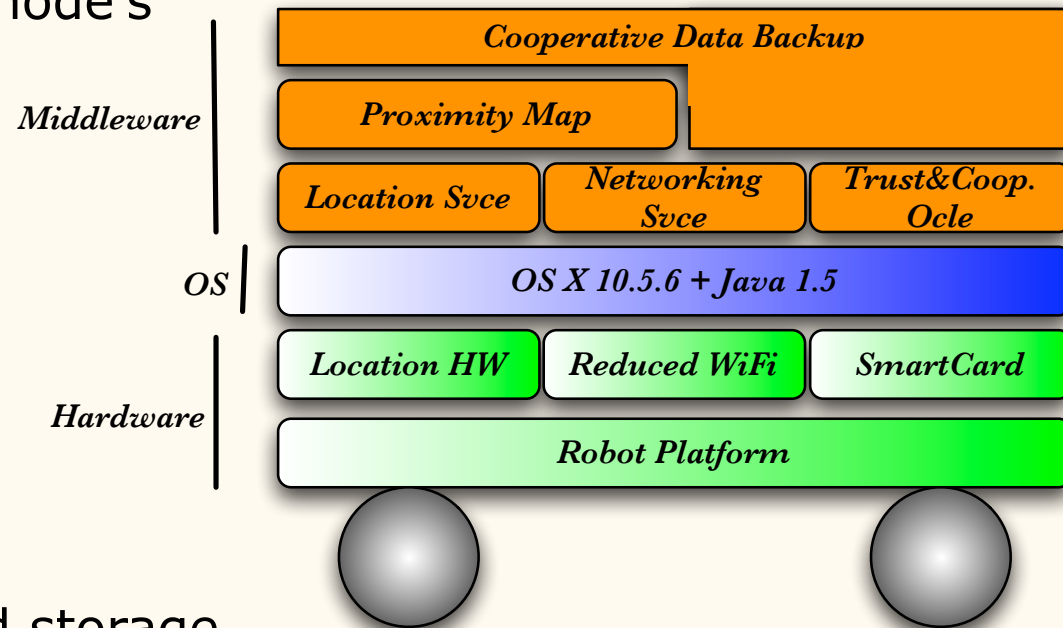 node's
Cooperative Data Backup
Middleware
Proximity Map
Location Svce
Networking
Svce
Trust&Coop.
Ocle
OS
OS X 10.5.6 + Java 1.5
Location HW
Reduced WiFi
SmartCard
Hardware
Robot Platform
storage